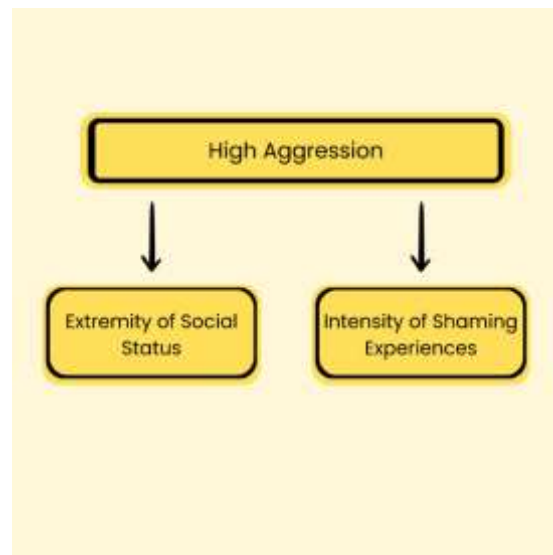 High Aggression
Extremity of Social
Status
Intensity of Shaming
Experiences